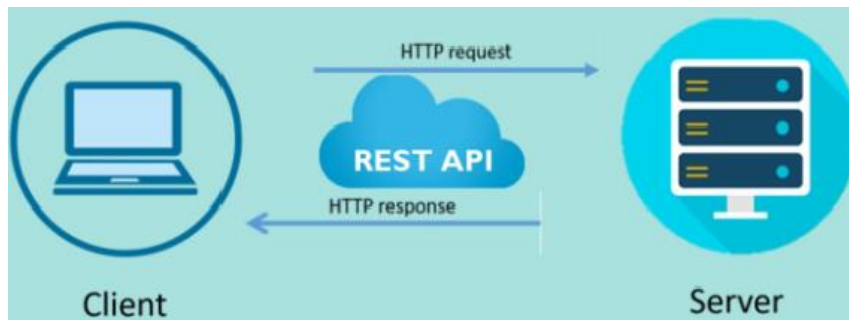 HTTP request
REST API
HTTP response
Client
Server